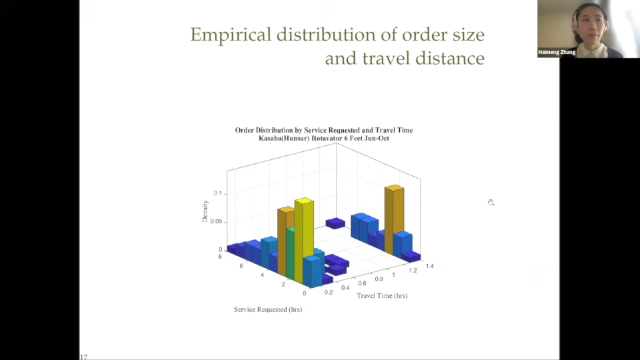 Empirical distribution of order size
and travel distance
Haimeng Zhang
Order Distribution by Service Requested and Travel Time
Kasaba(Hunsur) Rotavator 6 Feet Jun-Oct
Density
0.1
0.05
0
8
6
4
2
0
0.2
0.4
0.6
0.8
1
1.2
1.4
Service Requested (hrs)
Travel Time (hrs)
17